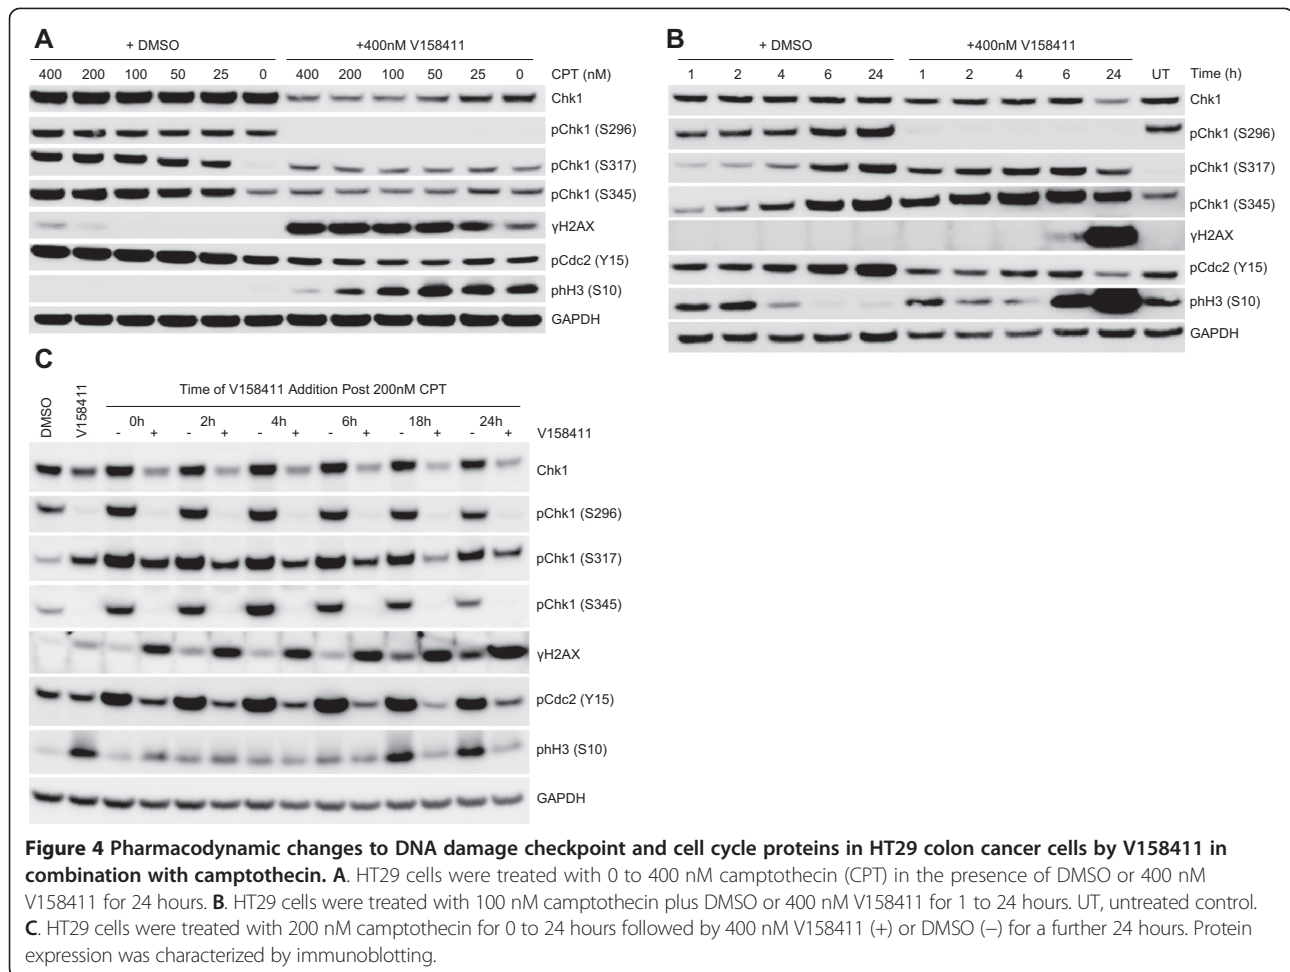 A
+ DMSO +400nM V158411
400 200 100 50 25 0 400 200 100 50 25 0 CPT (nM)
Chk1
pChk1 (S296)
pChk1 (S317)
pChk1 (S345)
γH2AX
pCdc2 (Y15)
phH3 (S10)
GAPDH
B
+ DMSO +400nM V158411
1 2 4 6 24 1 2 4 6 24 UT Time (h)
Chk1
pChk1 (S296)
pChk1 (S317)
pChk1 (S345)
γH2AX
pCdc2 (Y15)
phH3 (S10)
GAPDH
C
Time of V158411 Addition Post 200nM CPT
DMSO V158411 0h 2h 4h 6h 18h 24h
- + - + - + - + - + - + V158411
Chk1
pChk1 (S296)
pChk1 (S317)
pChk1 (S345)
γH2AX
pCdc2 (Y15)
phH3 (S10)
GAPDH
Figure 4 Pharmacodynamic changes to DNA damage checkpoint and cell cycle proteins in HT29 colon cancer cells by V158411 in
combination with camptothecin. A. HT29 cells were treated with 0 to 400 nM camptothecin (CPT) in the presence of DMSO or 400 nM
V158411 for 24 hours. B. HT29 cells were treated with 100 nM camptothecin plus DMSO or 400 nM V158411 for 1 to 24 hours. UT, untreated control.
C. HT29 cells were treated with 200 nM camptothecin for 0 to 24 hours followed by 400 nM V158411 (+) or DMSO (−) for a further 24 hours. Protein
expression was characterized by immunoblotting.